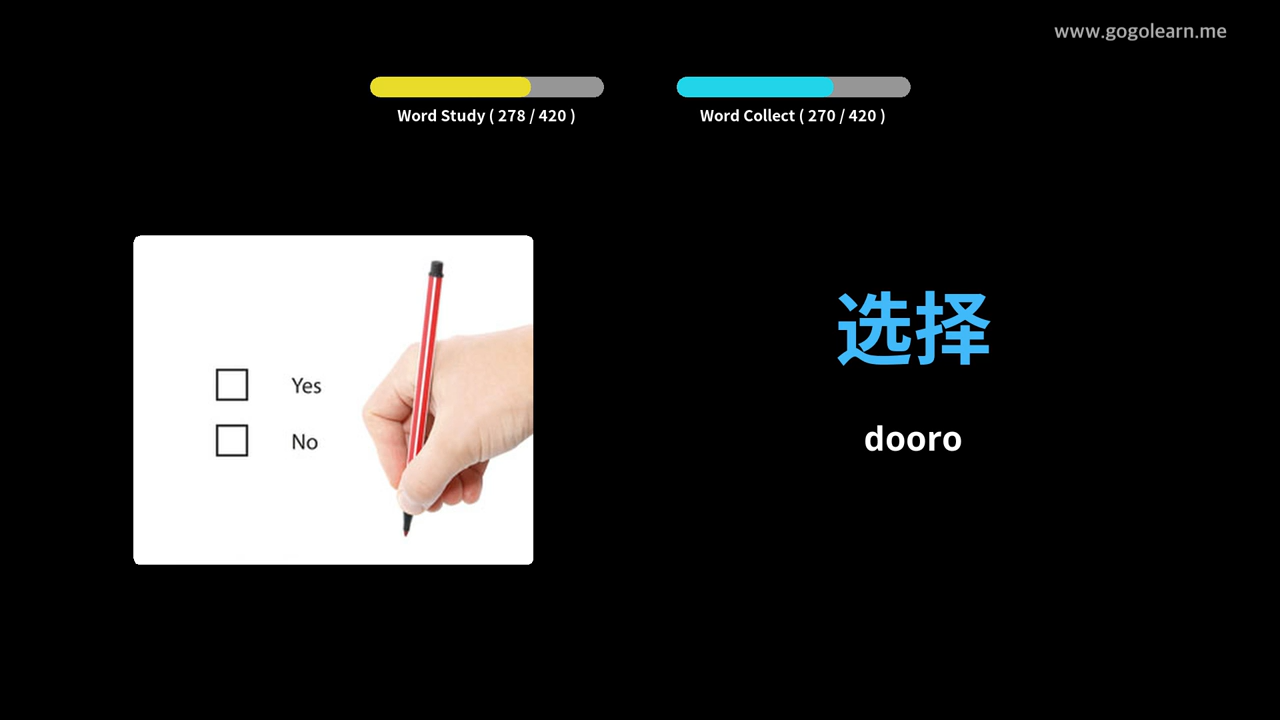 www.gogolearn.me
Word Study ( 278 / 420 )
Word Collect ( 270 / 420 )
Yes
No
选择
dooro